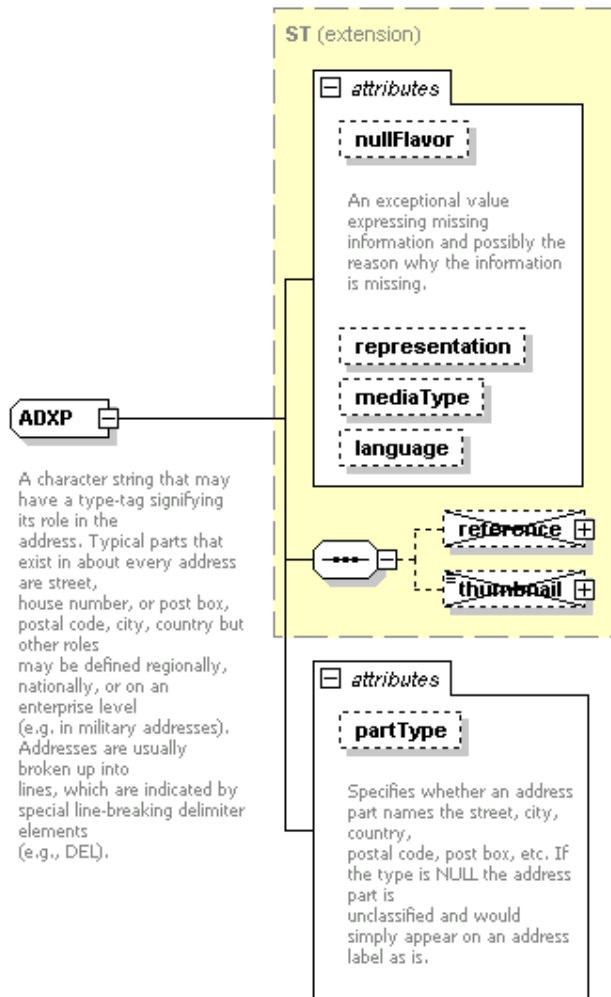 ST (extension)
attributes
nullFlavor
An exceptional value
expressing missing
information and possibly the
reason why the information
is missing.
representation
mediaType
language
ADXP
A character string that may
have a type-tag signifying
its role in the
address. Typical parts that
exist in about every address
are street,
house number, or post box,
postal code, city, country but
other roles
may be defined regionally,
nationally, or on an
enterprise level
(e.g. in military addresses).
Addresses are usually
broken up into
lines, which are indicated by
special line-breaking delimiter
elements
(e.g., DEL).
reference
thumbnail
attributes
partType
Specifies whether an address
part names the street, city,
country,
postal code, post box, etc. If
the type is NULL the address
part is
unclassified and would
simply appear on an address
label as is.